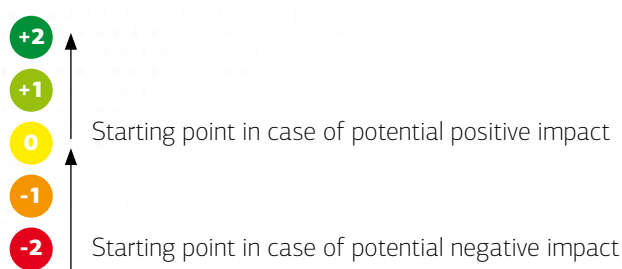 +2
+1
0
Starting point in case of potential positive impact
-1
-2
Starting point in case of potential negative impact